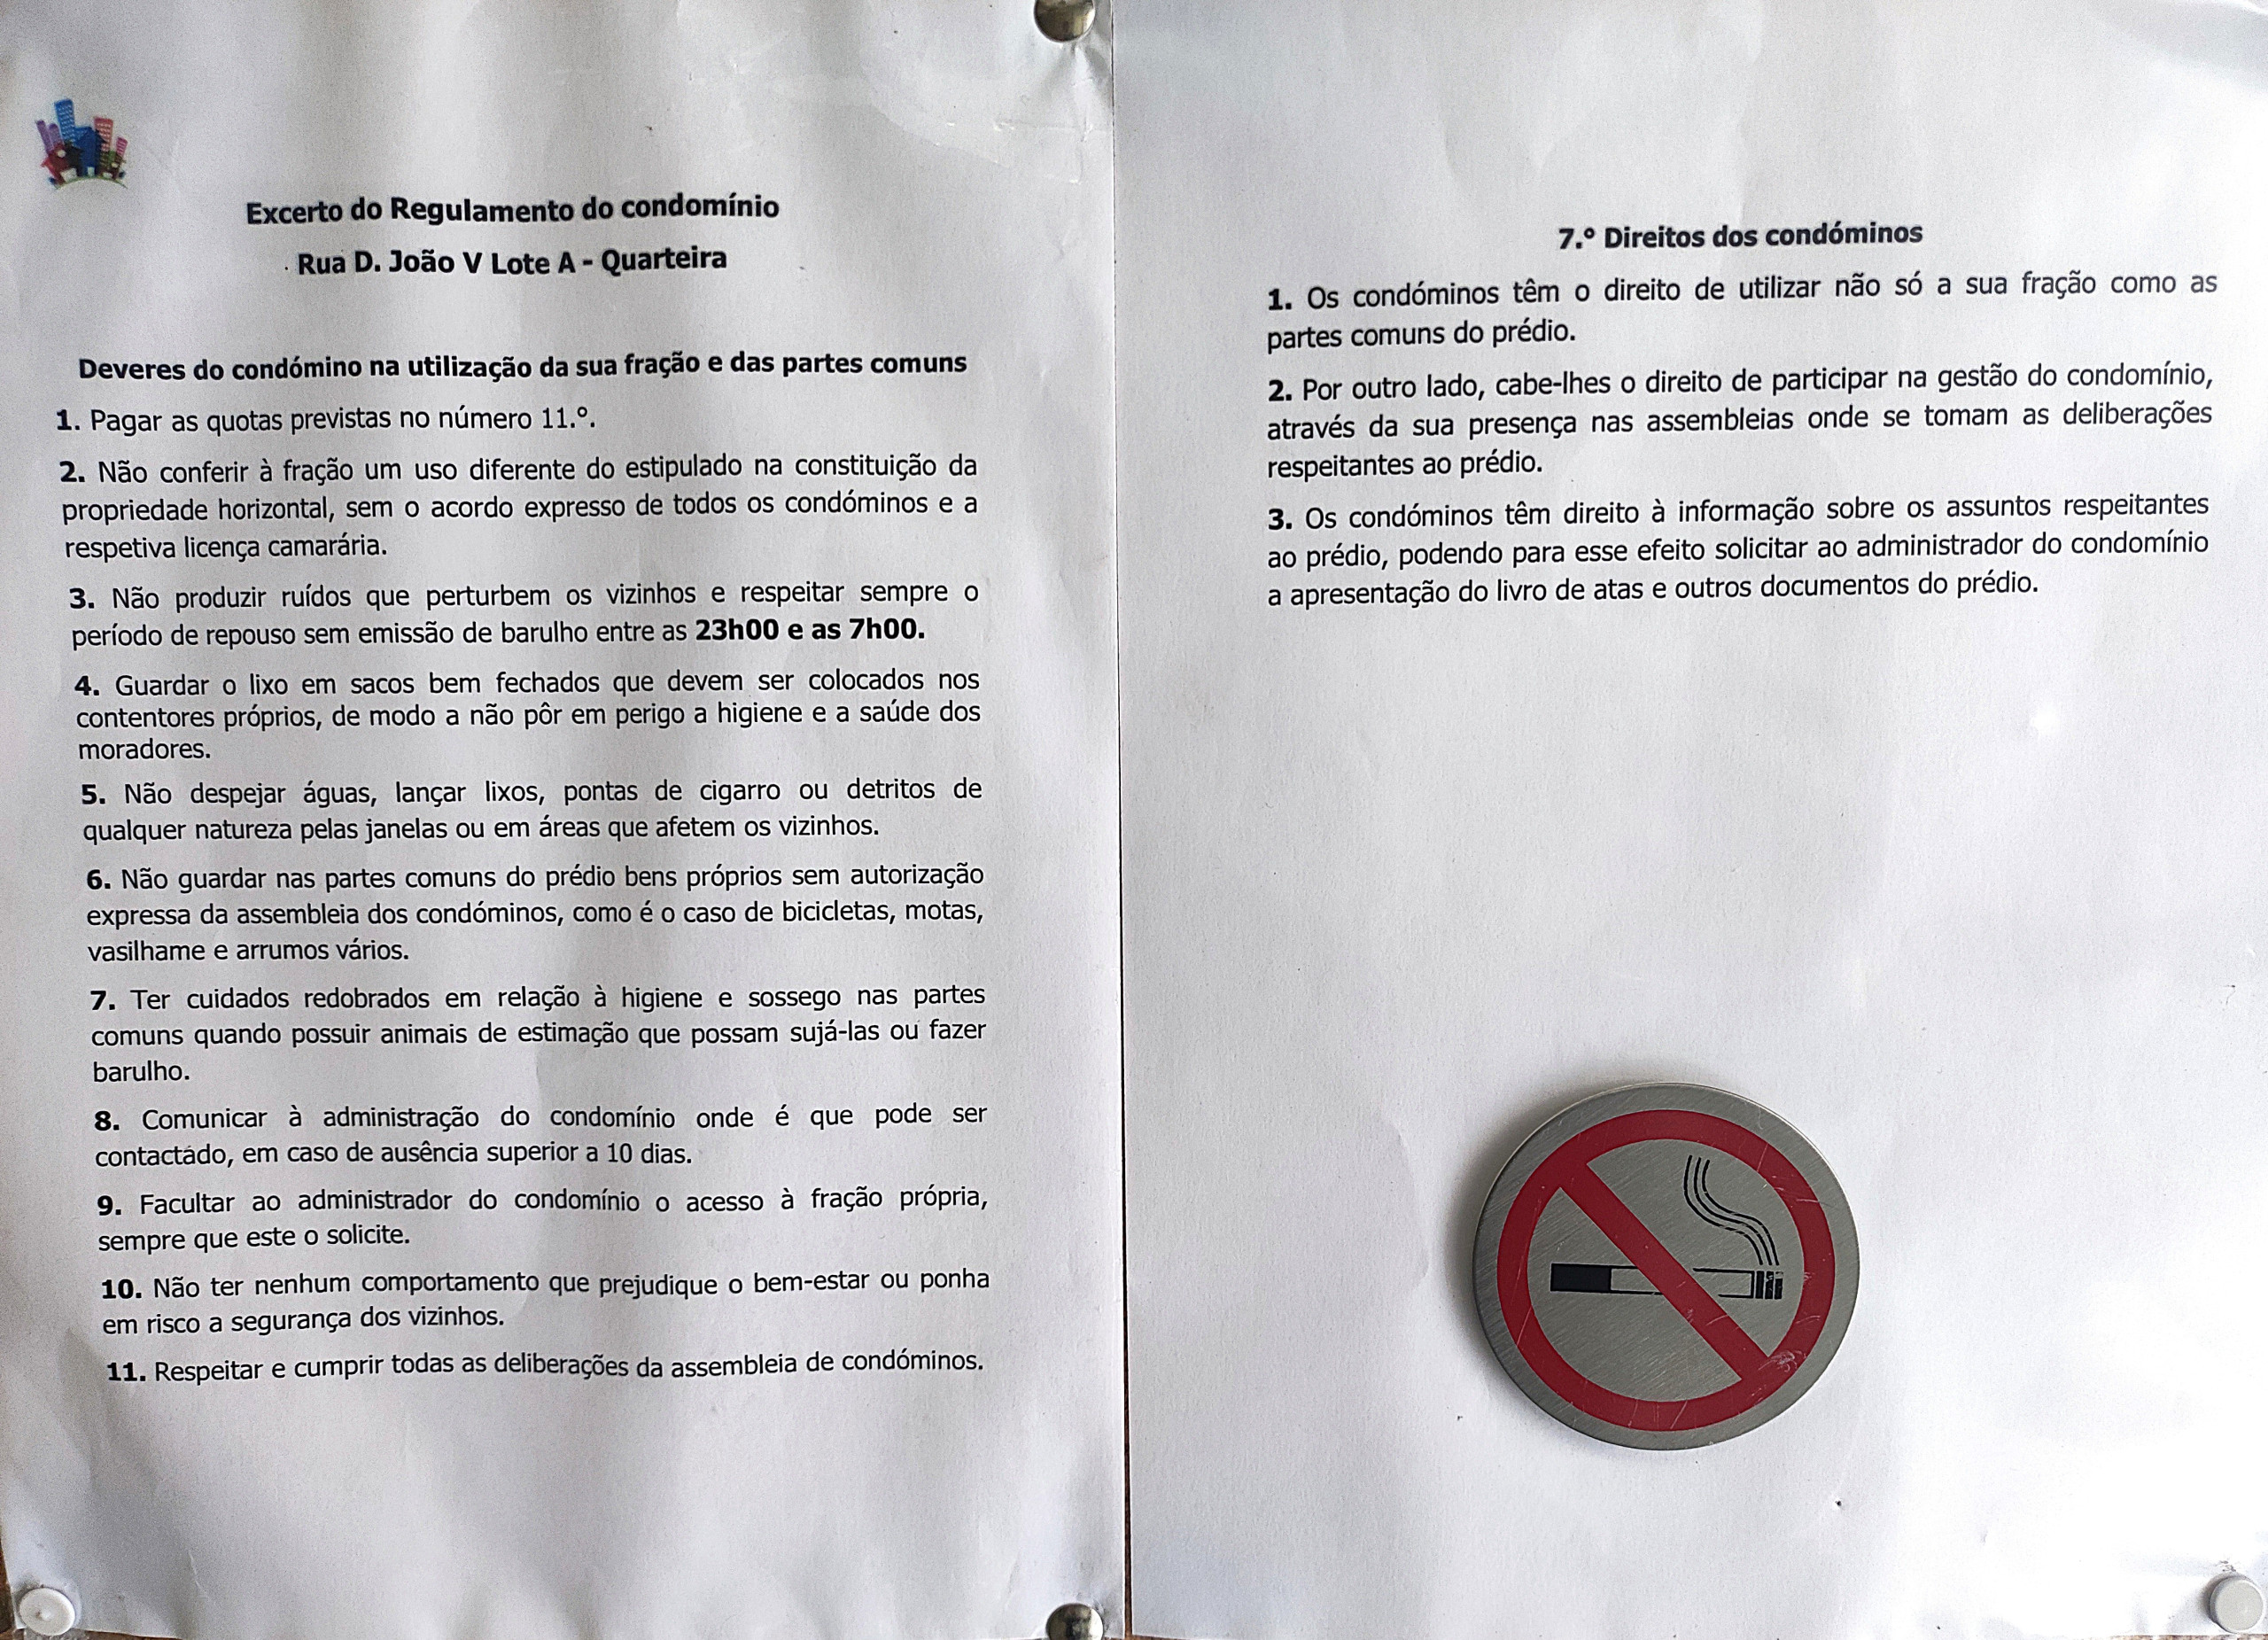 Excerto do Regulamento do condomínio
Rua D. João V Lote A - Quarteira
Deveres do condómino na utilização da sua fração e das partes comuns
1. Pagar as quotas previstas no número 11.º.
2. Não conferir à fração um uso diferente do estipulado na constituição da
propriedade horizontal, sem o acordo expresso de todos os condóminos e a
respetiva licença camarária.
3. Não produzir ruídos que perturbem os vizinhos e respeitar sempre o
período de repouso sem emissão de barulho entre as 23h00 e as 7h00.
4. Guardar o lixo em sacos bem fechados que devem ser colocados nos
contentores próprios, de modo a não pôr em perigo a higiene e a saúde dos
moradores.
5. Não despejar águas, lançar lixos, pontas de cigarro ou detritos de
qualquer natureza pelas janelas ou em áreas que afetem os vizinhos.
6. Não guardar nas partes comuns do prédio bens próprios sem autorização
expressa da assembleia dos condóminos, como é o caso de bicicletas, motas,
vasilhame e arrumos vários.
7. Ter cuidados redobrados em relação à higiene e sossego nas partes
comuns quando possuir animais de estimação que possam sujá-las ou fazer
barulho.
8. Comunicar à administração do condomínio onde é que pode ser
contactado, em caso de ausência superior a 10 dias.
9. Facultar ao administrador do condomínio o acesso à fração própria,
sempre que este o solicite.
10. Não ter nenhum comportamento que prejudique o bem-estar ou ponha
em risco a segurança dos vizinhos.
11. Respeitar e cumprir todas as deliberações da assembleia de condóminos.
7.º Direitos dos condóminos
1. Os condóminos têm o direito de utilizar não só a sua fração como as
partes comuns do prédio.
2. Por outro lado, cabe-lhes o direito de participar na gestão do condomínio,
através da sua presença nas assembleias onde se tomam as deliberações
respeitantes ao prédio.
3. Os condóminos têm direito à informação sobre os assuntos respeitantes
ao prédio, podendo para esse efeito solicitar ao administrador do condomínio
a apresentação do livro de atas e outros documentos do prédio.